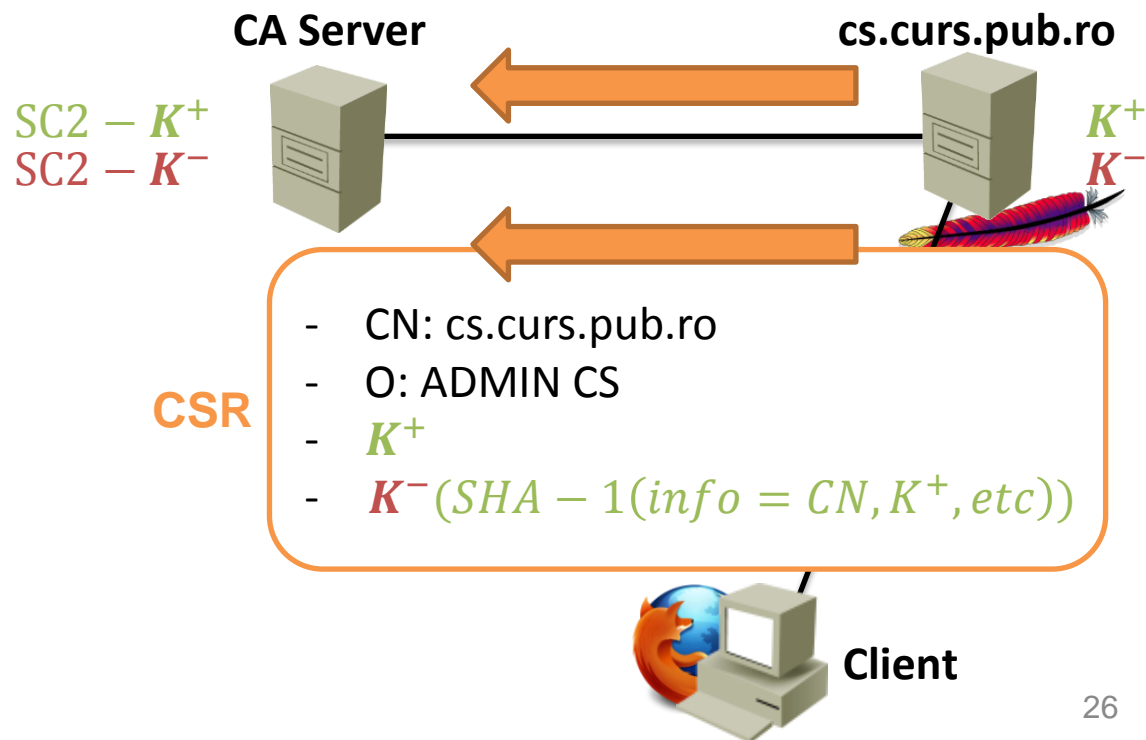 CA Server
cs.curs.pub.ro
SC2 − K⁺
SC2 − K⁻
K⁺
K⁻
CSR
- CN: cs.curs.pub.ro
- O: ADMIN CS
- K⁺
- K⁻(SHA − 1(info = CN, K⁺, etc))
Client
26